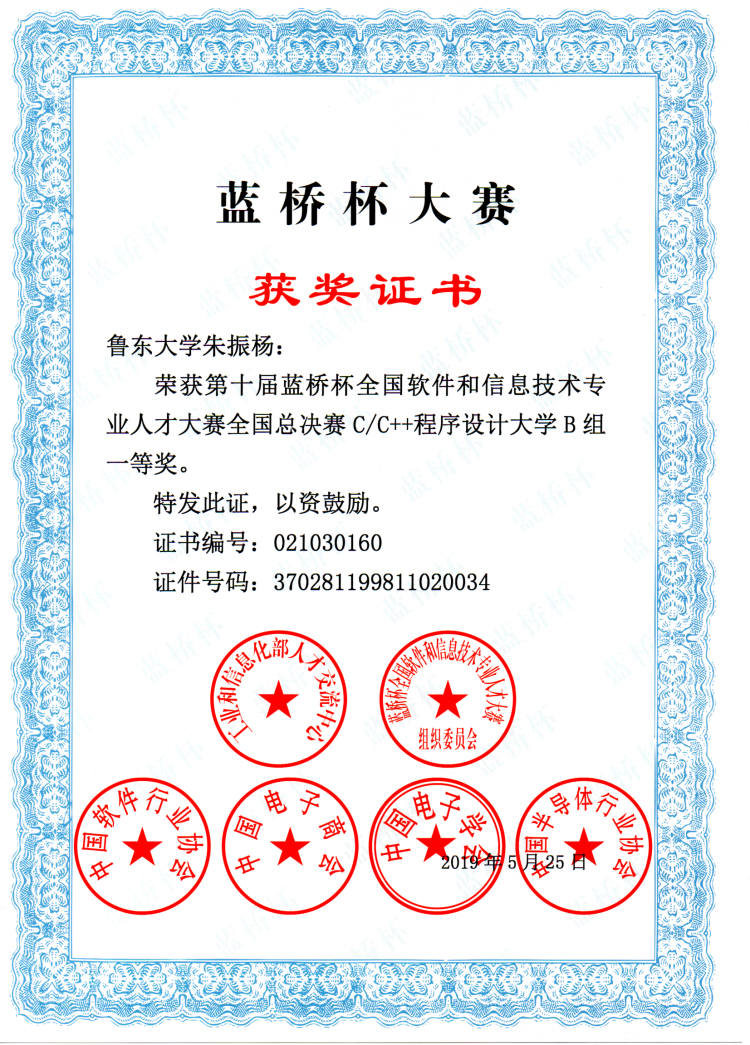 蓝桥杯大赛
获奖证书
鲁东大学朱振杨：
荣获第十届蓝桥杯全国软件和信息技术专
业人才大赛全国总决赛 C/C++程序设计大学 B 组
一等奖。
特发此证，以资鼓励。
证书编号：021030160
证件号码：370281199811020034
工业和信息化部人才交流中心
蓝桥杯全国软件和信息技术专业人才大赛
组织委员会
中国软件行业协会
中国电子商会
中国电子学会
中国半导体行业协会
2019 年 5 月 25 日